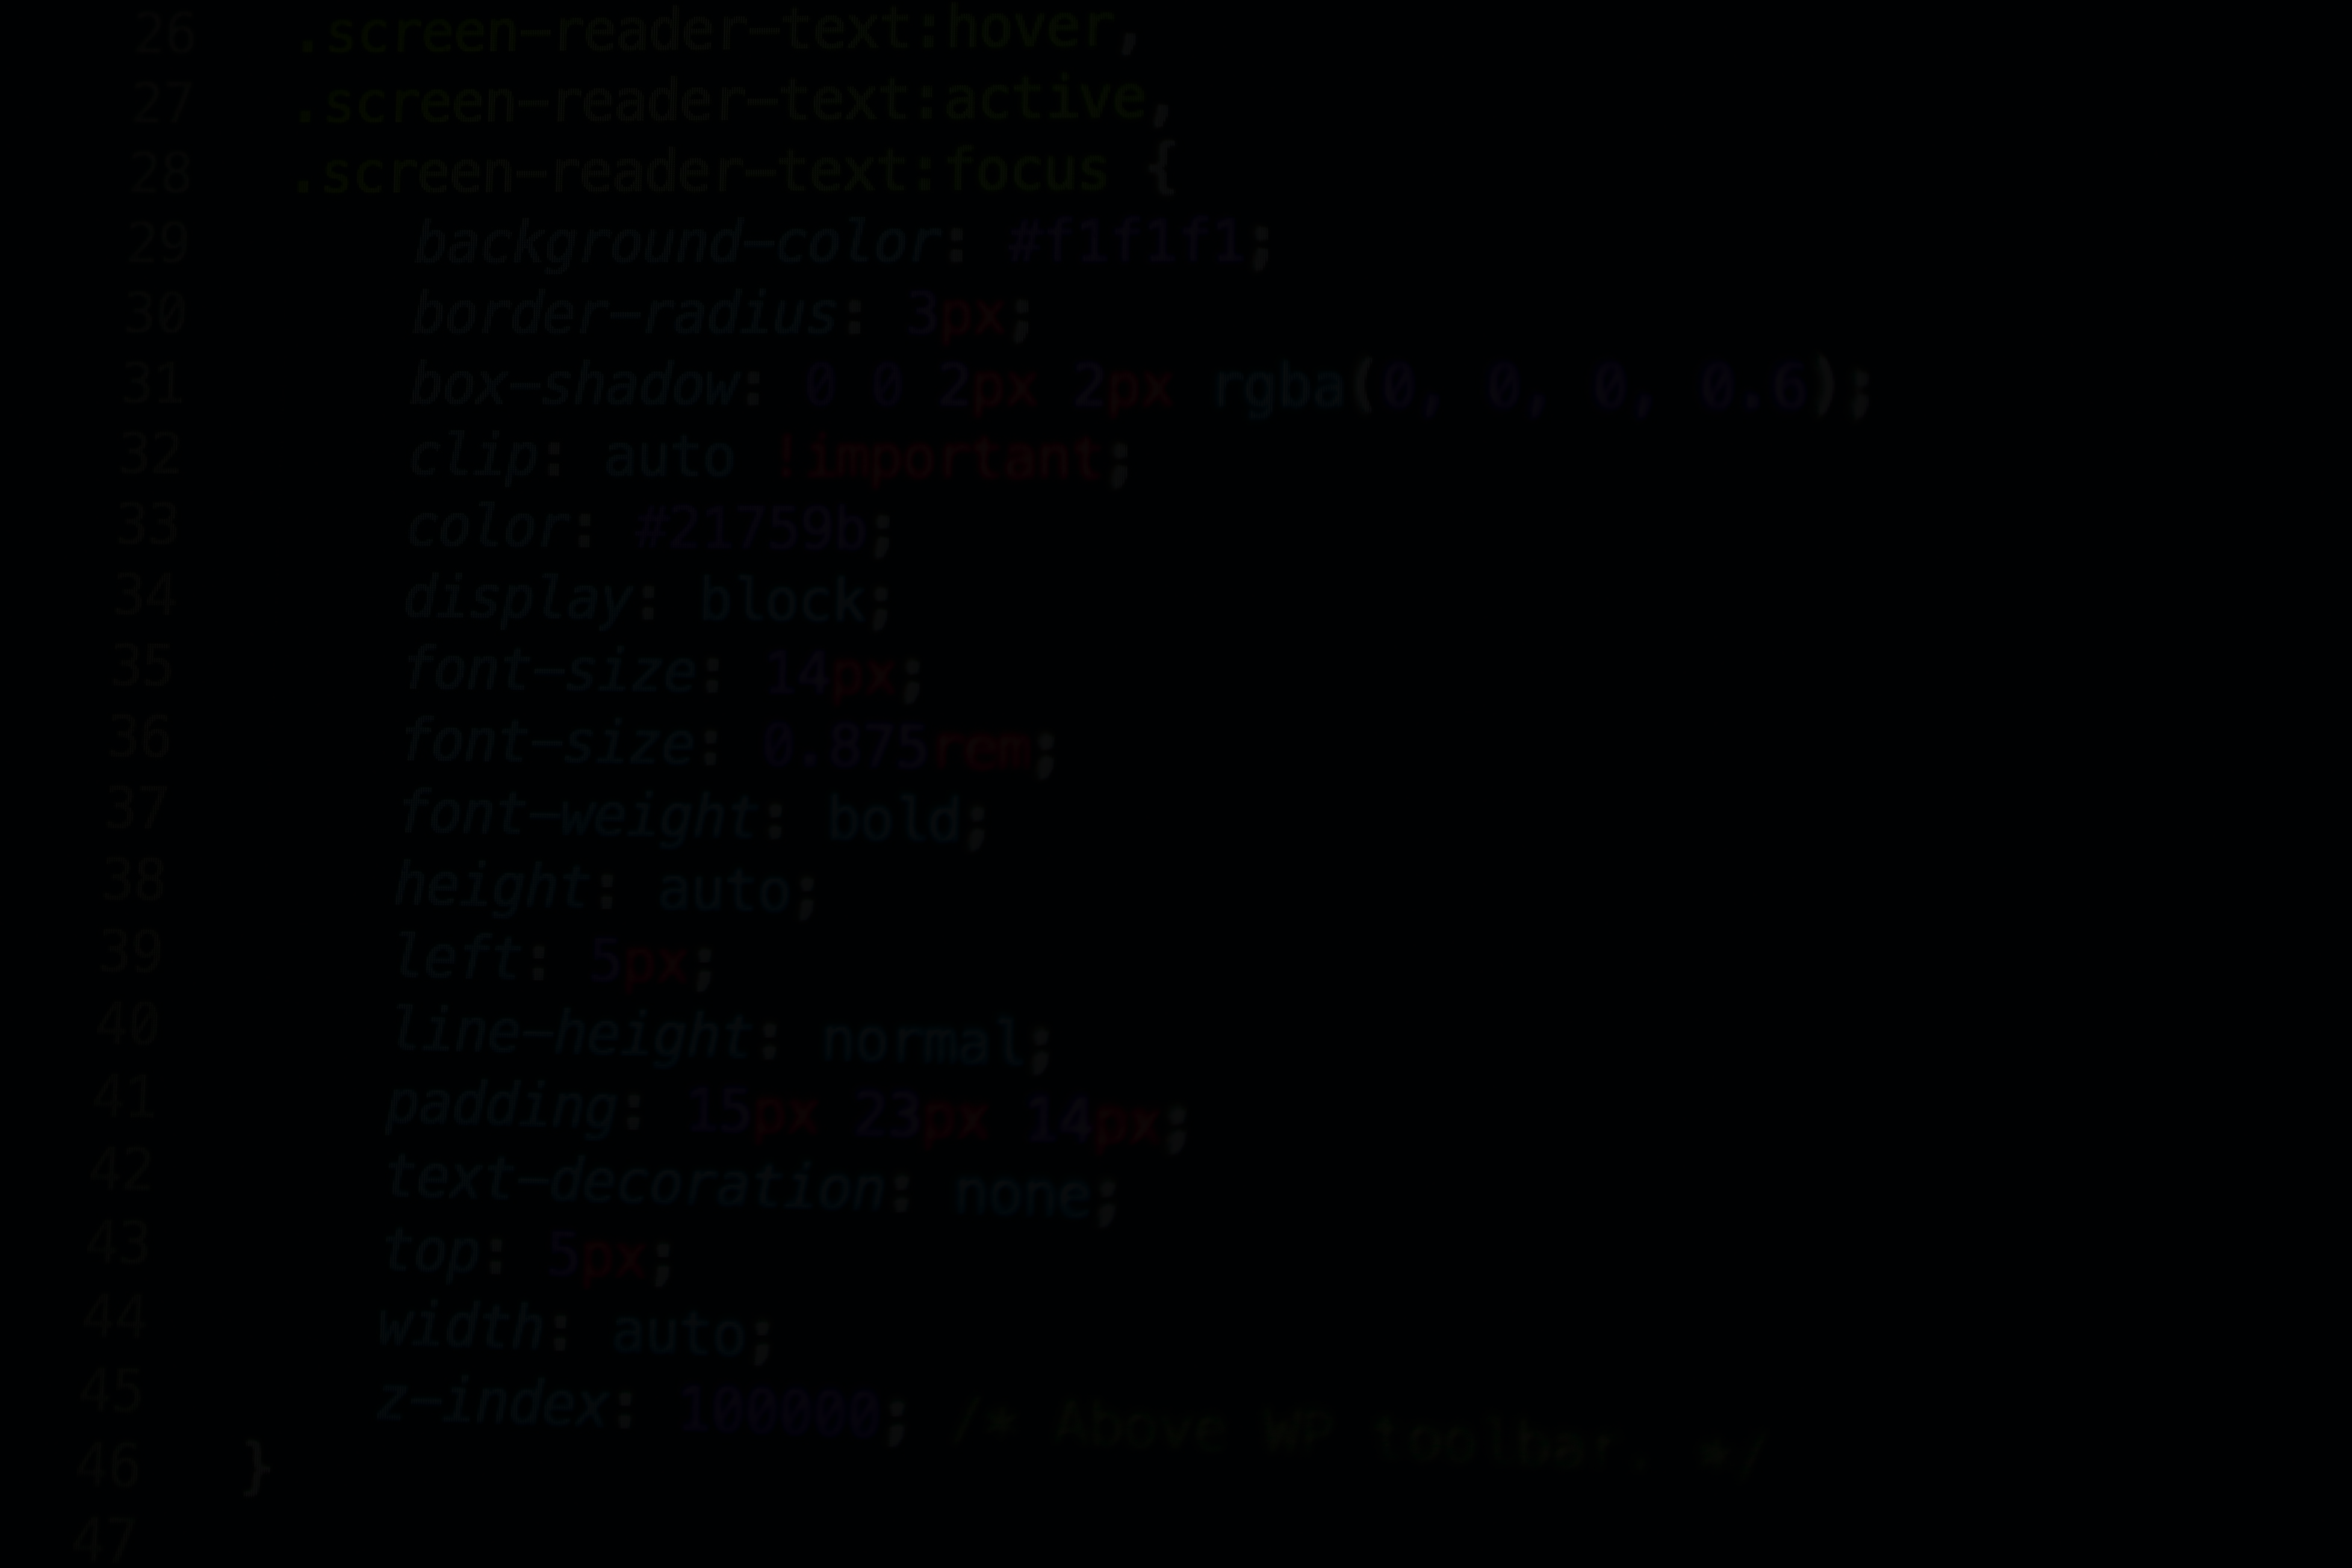 26 .screen-reader-text:hover,
27 .screen-reader-text:active,
28 .screen-reader-text:focus {
29 background-color: #f1f1f1;
30 border-radius: 3px;
31 box-shadow: 0 0 2px 2px rgba(0, 0, 0, 0.6);
32 clip: auto !important;
33 color: #21759b;
34 display: block;
35 font-size: 14px;
36 font-size: 0.875rem;
37 font-weight: bold;
38 height: auto;
39 left: 5px;
40 line-height: normal;
41 padding: 15px 23px 14px;
42 text-decoration: none;
43 top: 5px;
44 width: auto;
45 z-index: 100000; /* Above WP toolbar. */
46 }
47